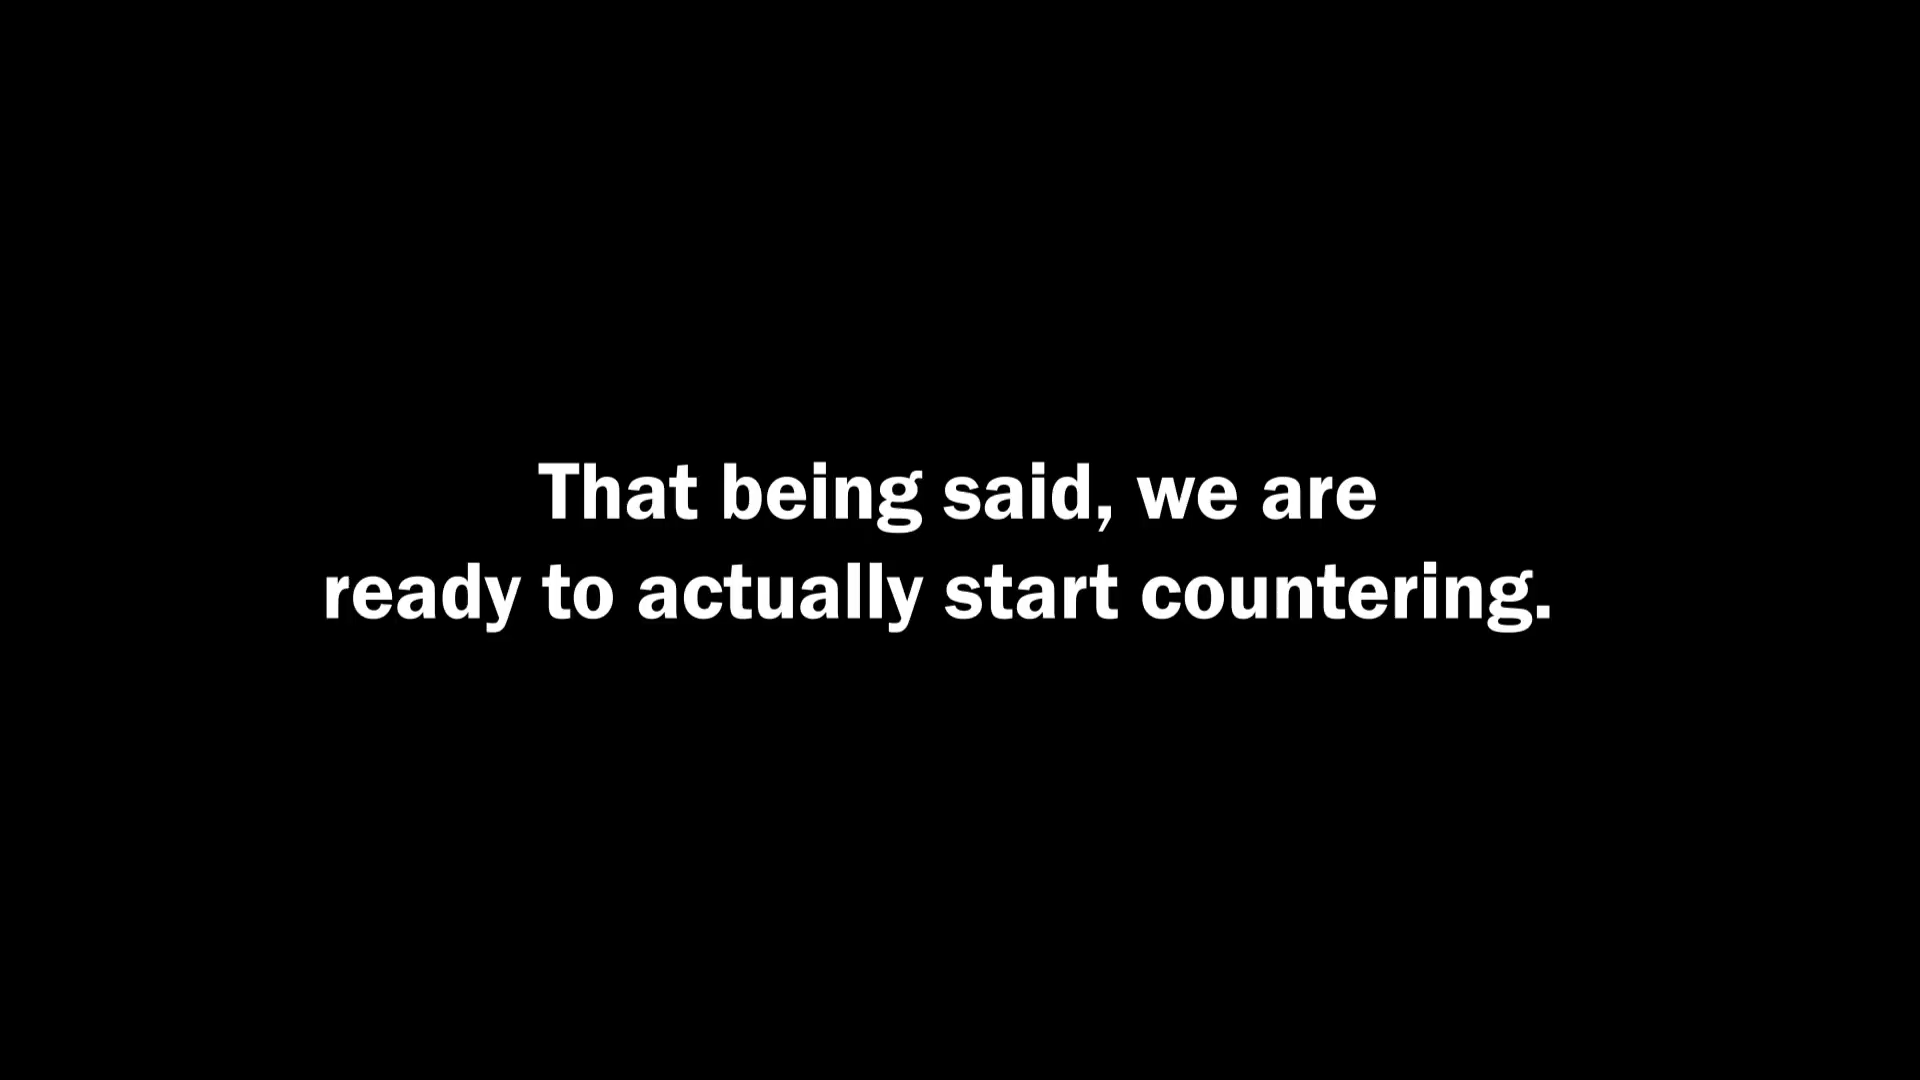 That being said, we are
ready to actually start countering.